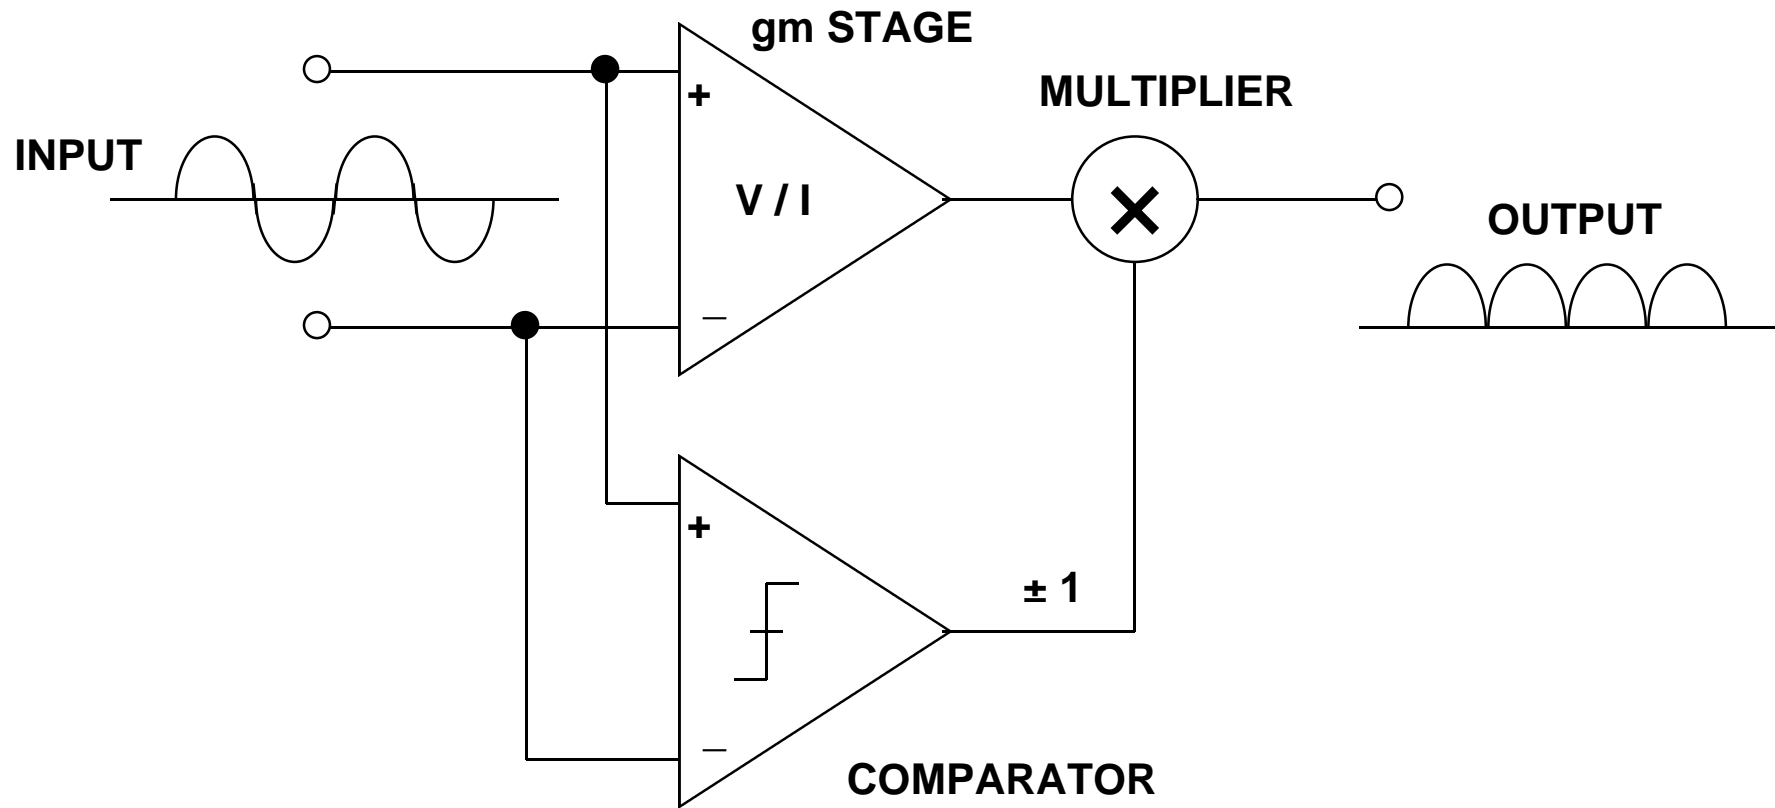 gm STAGE
MULTIPLIER
+
INPUT
V / I
×
OUTPUT
–
+
± 1
–
COMPARATOR